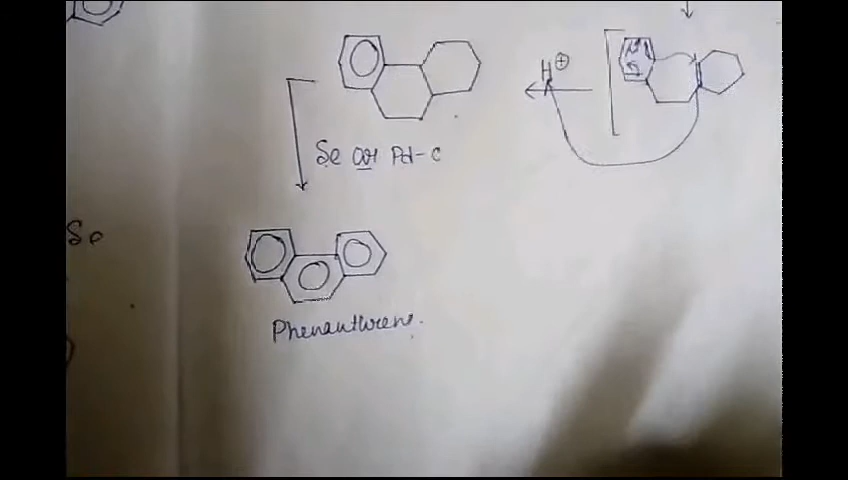 H⊕
Se OR Pd-C
Se
Phenanthrene.